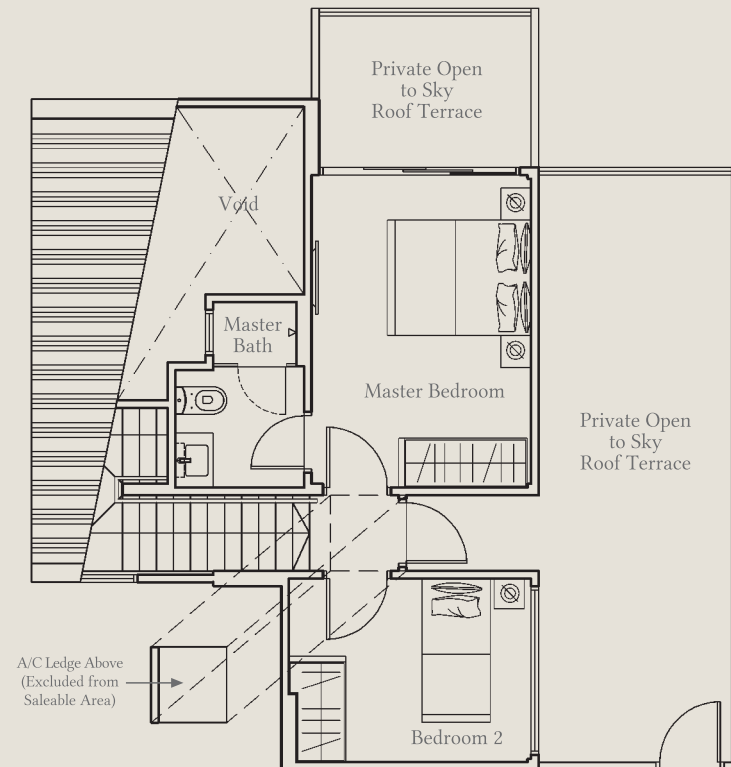 Private Open
to Sky
Roof Terrace
Void
Master
Bath
Master Bedroom
Private Open
to Sky
Roof Terrace
A/C Ledge Above
(Excluded from
Saleable Area)
Bedroom 2